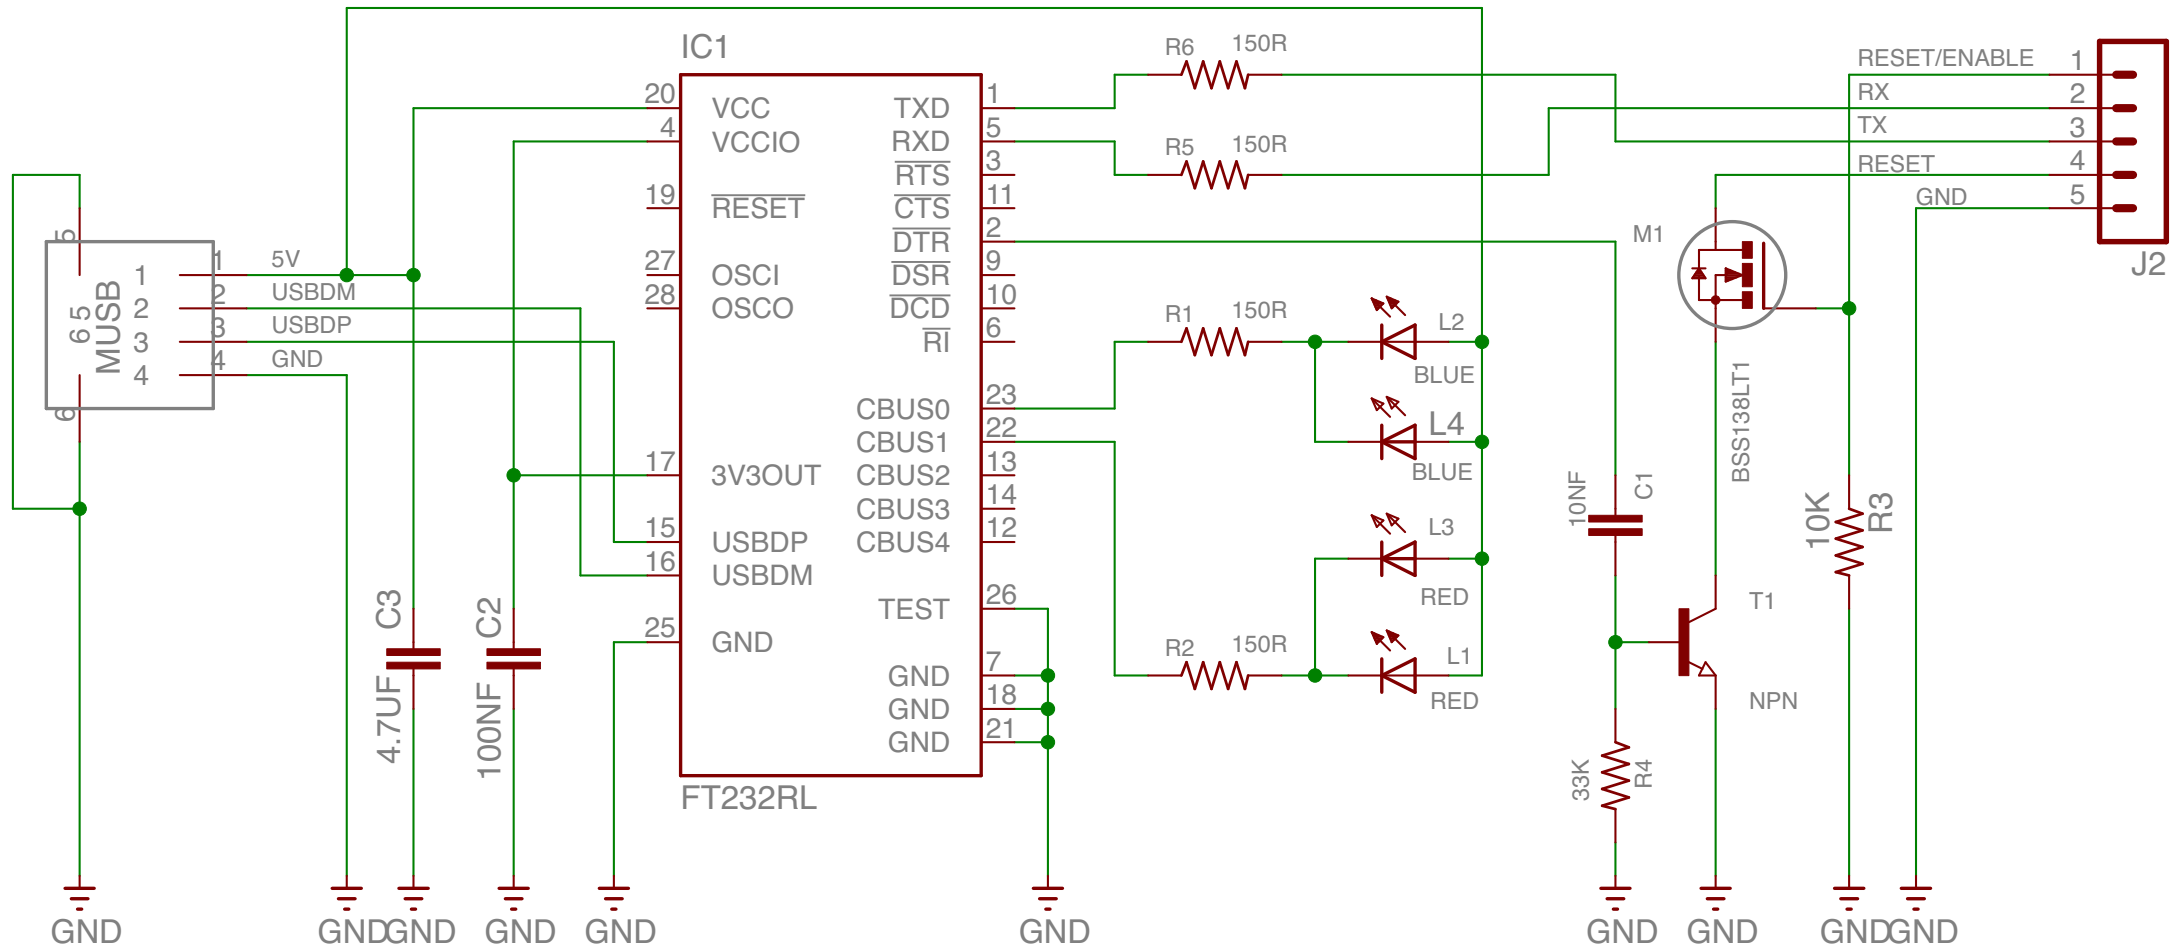 IC1
20
VCC
4
VCCIO
19
RESET
27
OSCI
28
OSCO
17
3V3OUT
15
USBDP
16
USBDM
25
GND
TXD
1
RXD
5
RTS
3
CTS
11
DTR
2
DSR
9
DCD
10
RI
6
CBUS0
23
CBUS1
22
CBUS2
13
CBUS3
14
CBUS4
12
TEST
26
GND
7
GND
18
GND
21
FT232RL
5
6
6 5
MUSB
1
2
3
4
1
2
3
4
5V
USBDM
USBDP
GND
C3
4.7UF
C2
100NF
R6 150R
R5 150R
R1 150R
R2 150R
L2
BLUE
L4
BLUE
L3
RED
L1
RED
10NF
C1
33K
R4
M1
BSS138LT1
T1
NPN
10K
R3
RESET/ENABLE 1
RX 2
TX 3
RESET 4
GND 5
J2
GND
GND
GND
GND
GND
GND
GND
GND
GND
GND